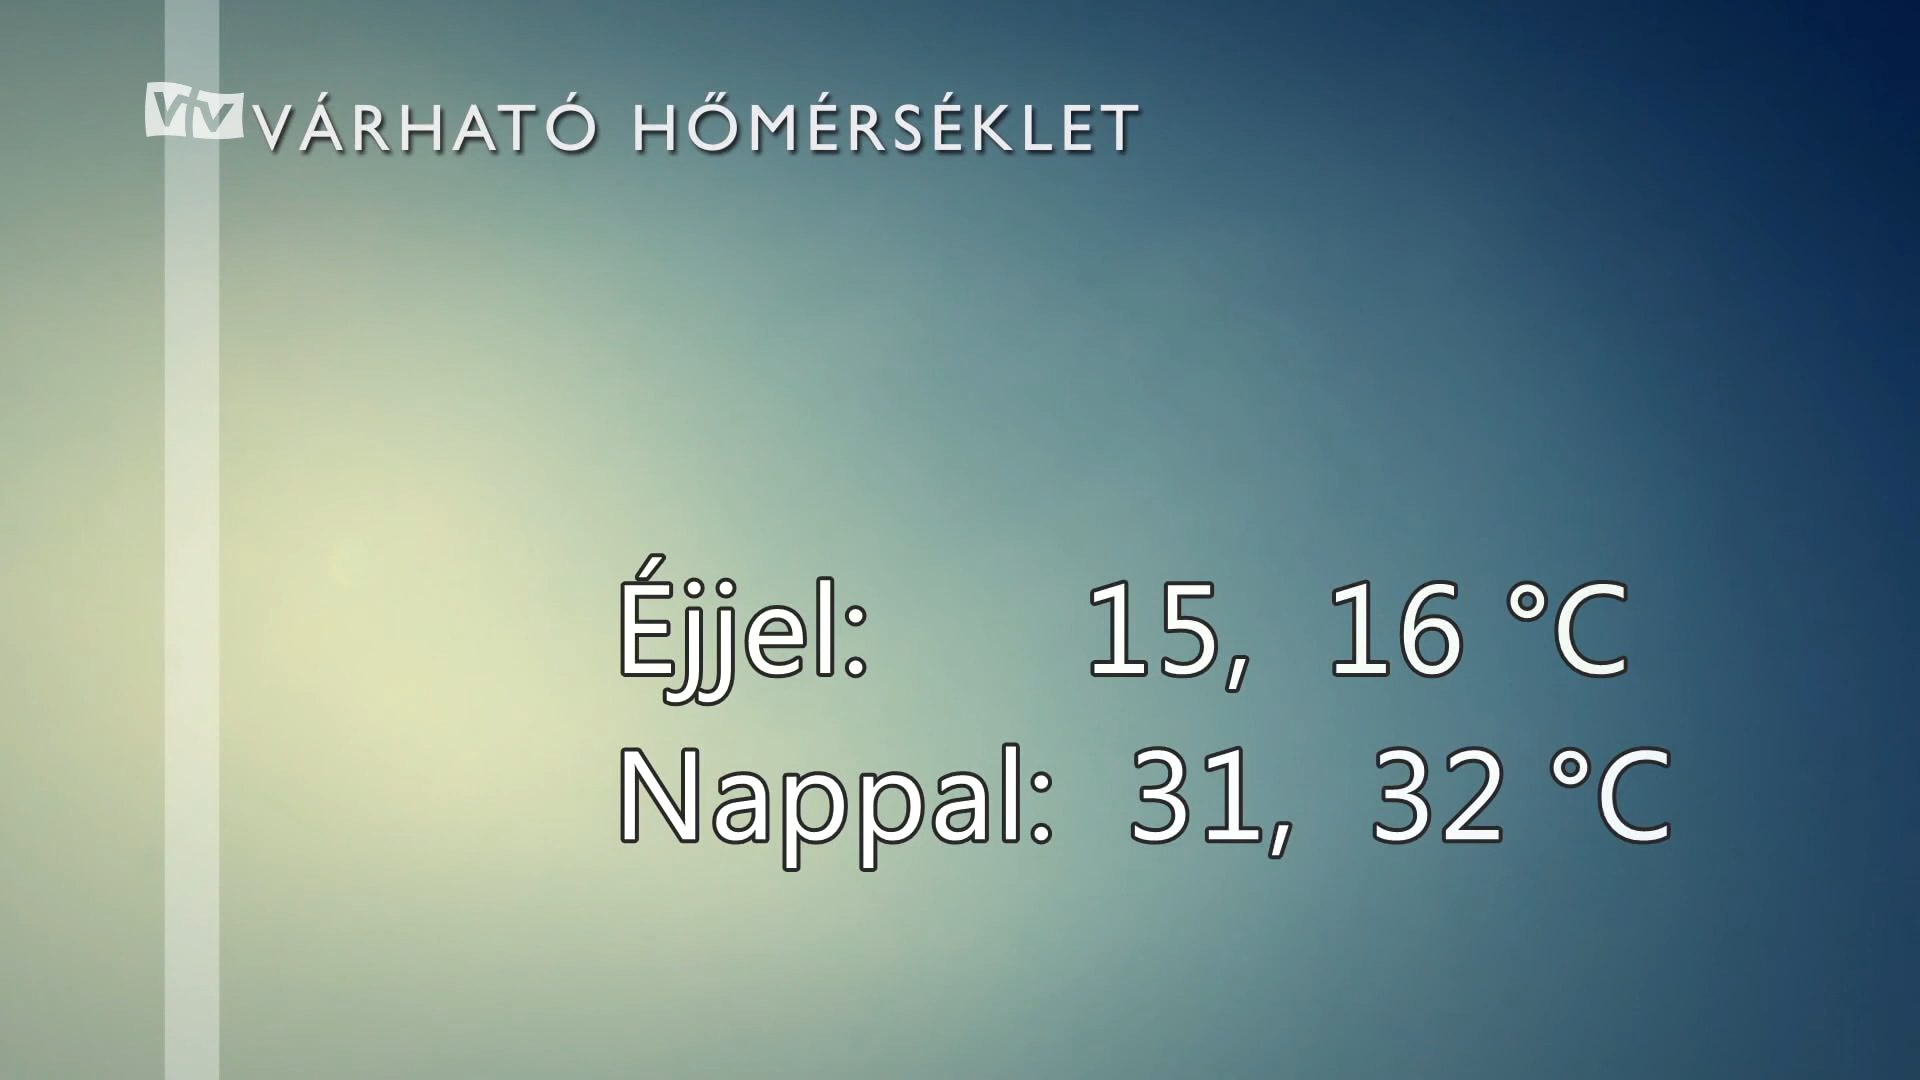 VTV VÁRHATÓ HŐMÉRSÉKLET
Éjjel: 15, 16 °C
Nappal: 31, 32 °C